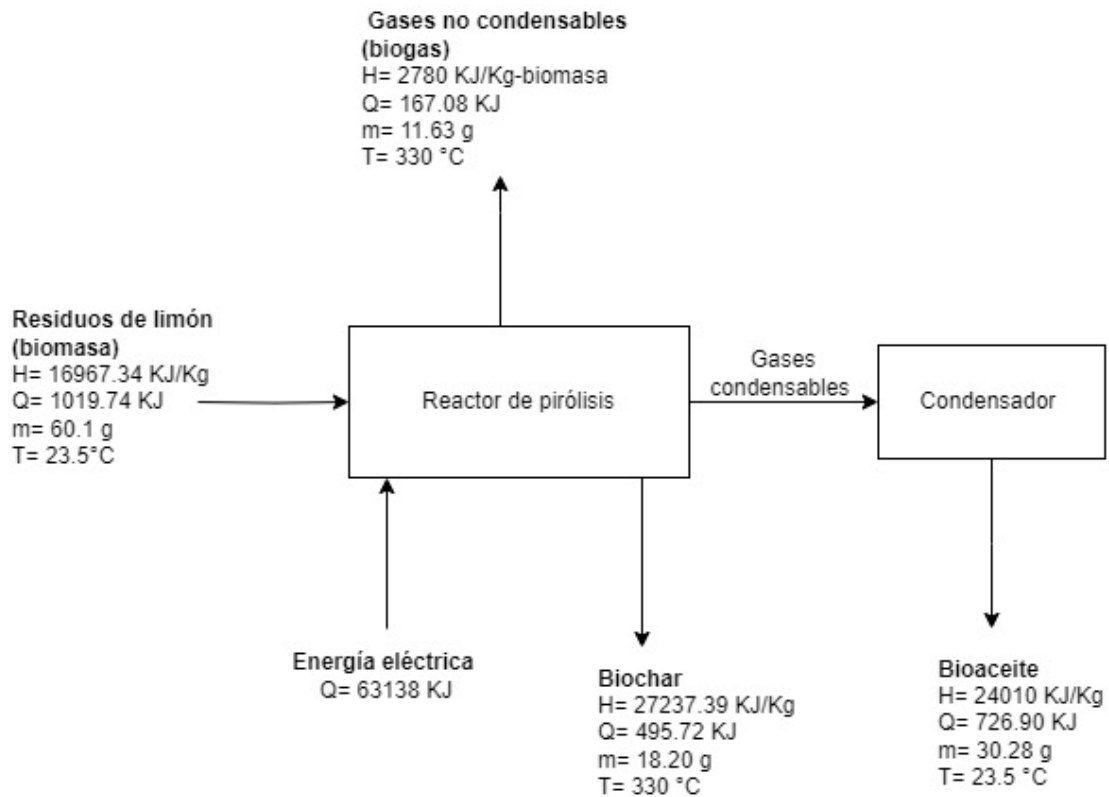 Gases no condensables
(biogas)
H= 2780 KJ/Kg-biomasa
Q= 167.08 KJ
m= 11.63 g
T= 330 °C
Residuos de limón
(biomasa)
H= 16967.34 KJ/Kg
Q= 1019.74 KJ
m= 60.1 g
T= 23.5°C
Reactor de pirólisis
Gases
condensables
Condensador
Energía eléctrica
Q= 63138 KJ
Biochar
H= 27237.39 KJ/Kg
Q= 495.72 KJ
m= 18.20 g
T= 330 °C
Bioaceite
H= 24010 KJ/Kg
Q= 726.90 KJ
m= 30.28 g
T= 23.5 °C